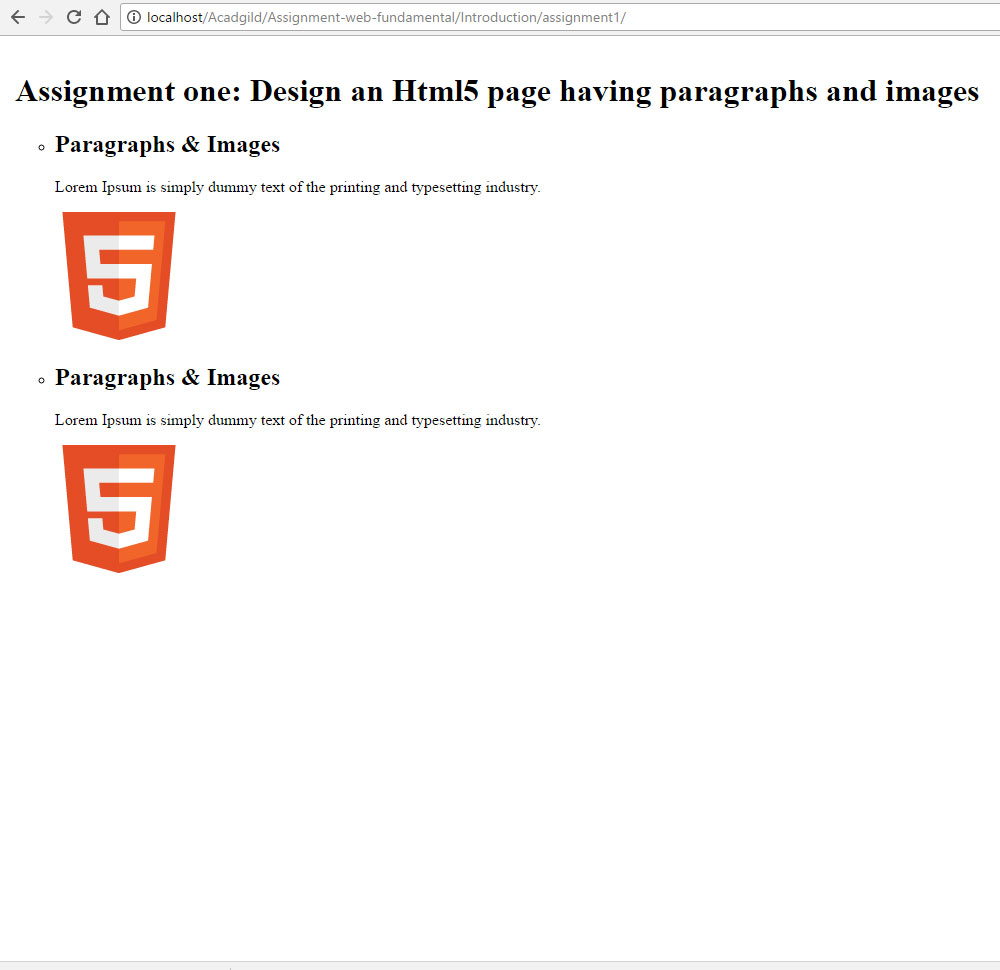 localhost/Acadgild/Assignment-web-fundamental/Introduction/assignment1/
Assignment one: Design an Html5 page having paragraphs and images
Paragraphs & Images
Lorem Ipsum is simply dummy text of the printing and typesetting industry.
5
Paragraphs & Images
Lorem Ipsum is simply dummy text of the printing and typesetting industry.
5